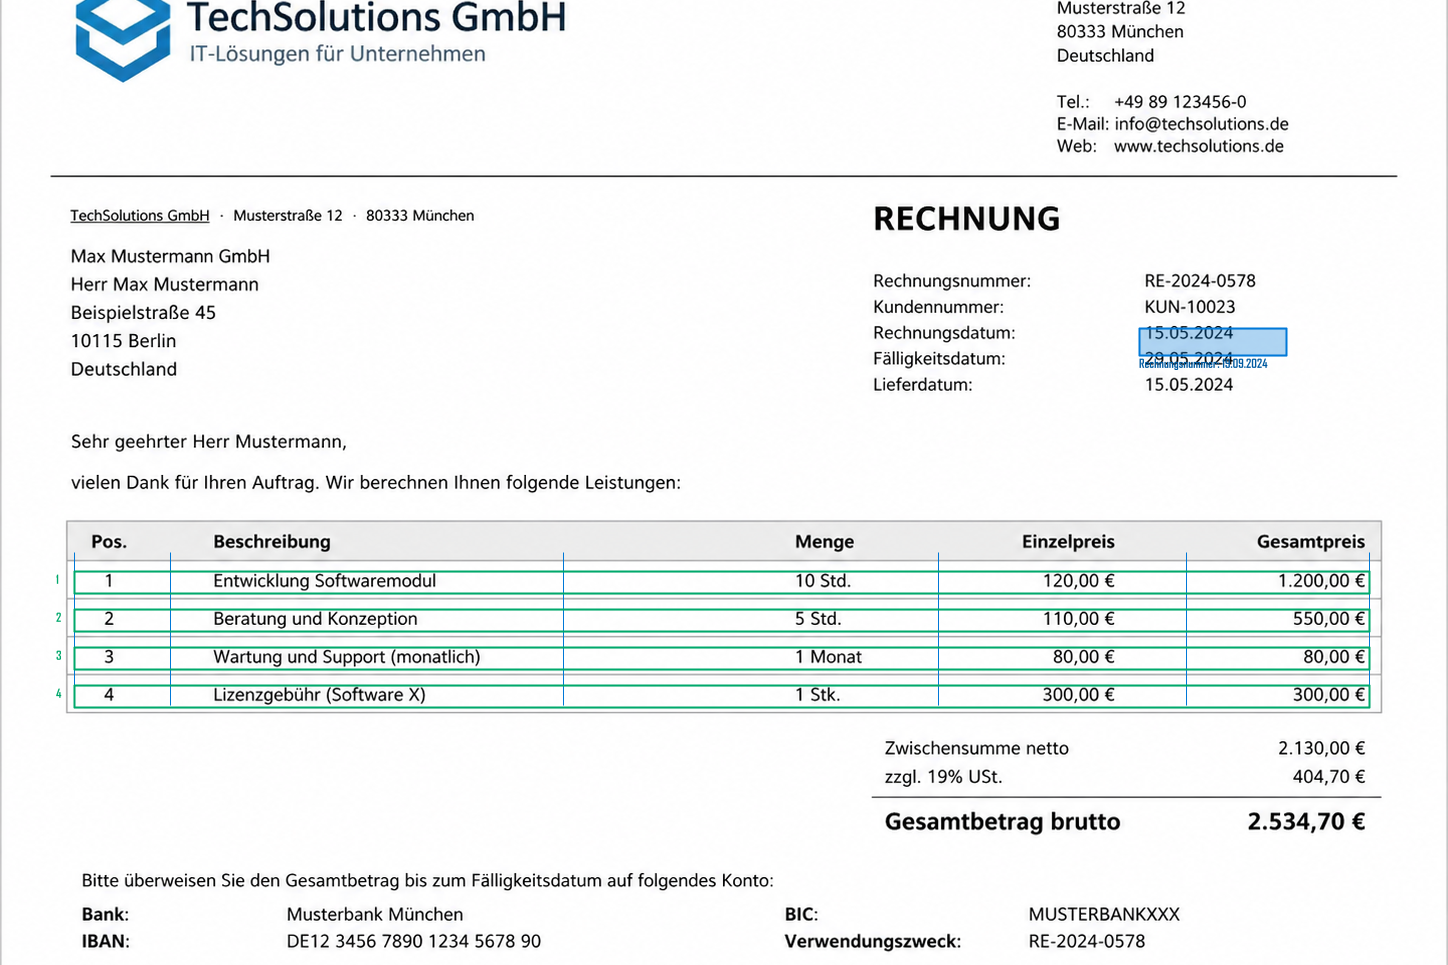 TechSolutions GmbH
IT-Lösungen für Unternehmen
Musterstraße 12
80333 München
Deutschland
Tel.: +49 89 123456-0
E-Mail: info@techsolutions.de
Web: www.techsolutions.de
TechSolutions GmbH · Musterstraße 12 · 80333 München
Max Mustermann GmbH
Herr Max Mustermann
Beispielstraße 45
10115 Berlin
Deutschland
RECHNUNG
Rechnungsnummer: RE-2024-0578
Kundennummer: KUN-10023
Rechnungsdatum: 15.05.2024
Fälligkeitsdatum: 29.05.2024
Rechnungsnummer: 15.09.2024
Lieferdatum: 15.05.2024
Sehr geehrter Herr Mustermann,
vielen Dank für Ihren Auftrag. Wir berechnen Ihnen folgende Leistungen:
Pos. Beschreibung Menge Einzelpreis Gesamtpreis
1 1 Entwicklung Softwaremodul 10 Std. 120,00 € 1.200,00 €
2 2 Beratung und Konzeption 5 Std. 110,00 € 550,00 €
3 3 Wartung und Support (monatlich) 1 Monat 80,00 € 80,00 €
4 4 Lizenzgebühr (Software X) 1 Stk. 300,00 € 300,00 €
Zwischensumme netto 2.130,00 €
zzgl. 19% USt. 404,70 €
Gesamtbetrag brutto 2.534,70 €
Bitte überweisen Sie den Gesamtbetrag bis zum Fälligkeitsdatum auf folgendes Konto:
Bank: Musterbank München BIC: MUSTERBANKXXX
IBAN: DE12 3456 7890 1234 5678 90 Verwendungszweck: RE-2024-0578